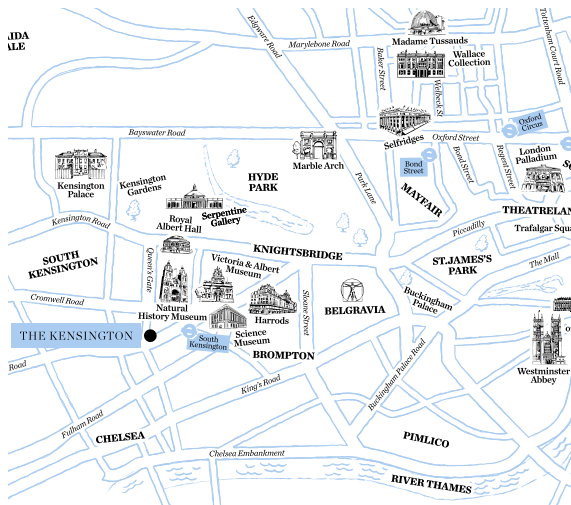 AIDA
ALE
Edgware Road
Marylebone Road
Madame Tussauds
Wallace
Collection
Baker Street
Welbeck St
Tottenham Court Road
Oxford
Circus
Selfridges
Oxford Street
Bayswater Road
Marble Arch
Bond
Street
Bond Street
Regent Street
London
Palladium
Kensington
Palace
Kensington
Gardens
HYDE
PARK
Park Lane
MAYFAIR
THEATRELAN
Trafalgar Squa
Piccadilly
Royal
Albert Hall
Serpentine
Gallery
Kensington Road
KNIGHTSBRIDGE
ST.JAMES'S
PARK
The Mall
SOUTH
KENSINGTON
Queen's Gate
Victoria & Albert
Museum
Cromwell Road
Natural
History Museum
Harrods
Sloane Street
BELGRAVIA
Buckingham
Palace
THE KENSINGTON
South
Kensington
Science
Museum
BROMPTON
Westminster
Abbey
Road
King's Road
Buckingham Palace Road
Fulham Road
CHELSEA
PIMLICO
Chelsea Embankment
RIVER THAMES